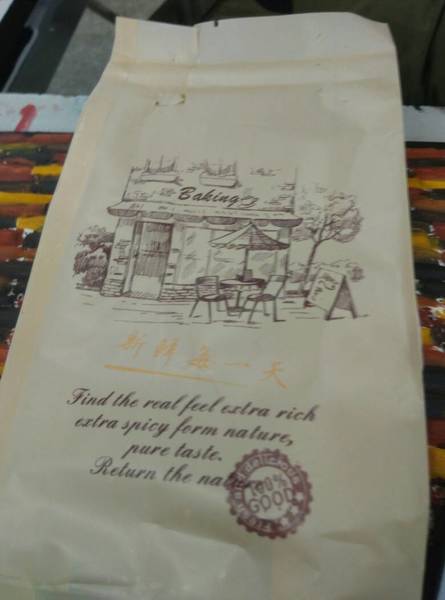 Baking
新鲜每一天
Find the real feel extra rich
extra spicy form nature,
pure taste.
Return the
100%
GOOD